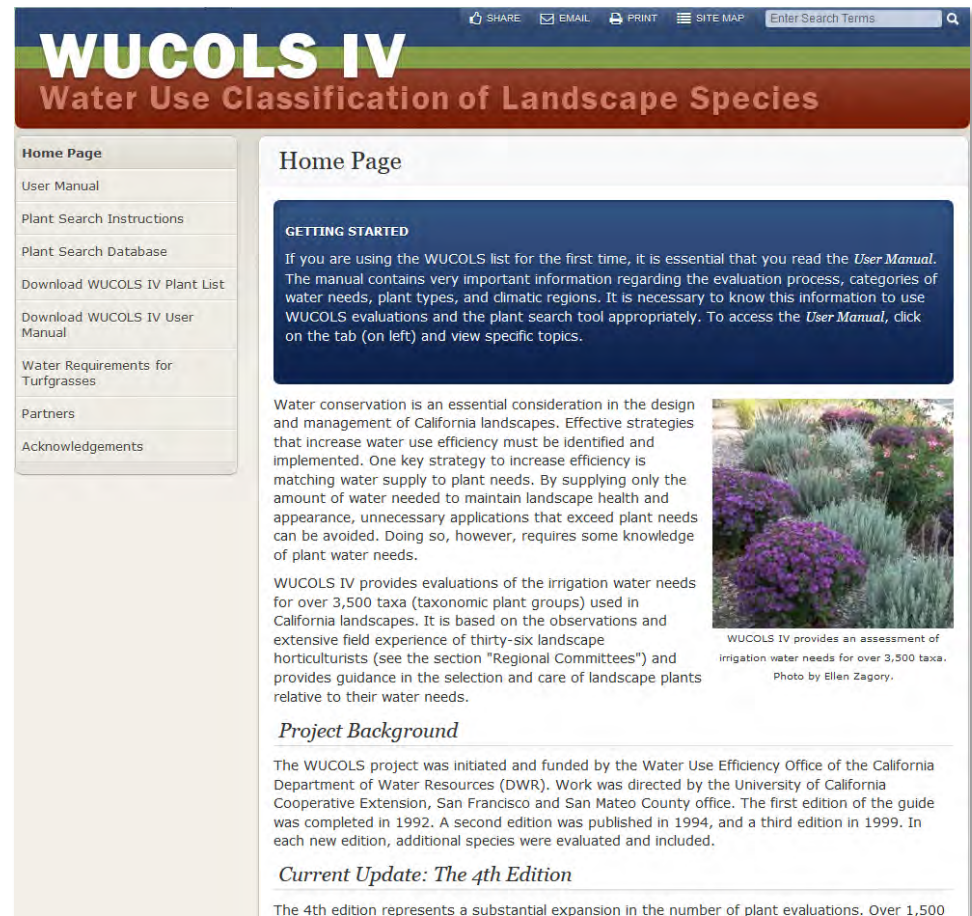 SHARE EMAIL PRINT SITE MAP Enter Search Terms
WUCOLS IV
Water Use Classification of Landscape Species
Home Page
User Manual
Plant Search Instructions
Plant Search Database
Download WUCOLS IV Plant List
Download WUCOLS IV User
Manual
Water Requirements for
Turfgrasses
Partners
Acknowledgements
Home Page
GETTING STARTED
If you are using the WUCOLS list for the first time, it is essential that you read the User Manual.
The manual contains very important information regarding the evaluation process, categories of
water needs, plant types, and climatic regions. It is necessary to know this information to use
WUCOLS evaluations and the plant search tool appropriately. To access the User Manual, click
on the tab (on left) and view specific topics.
Water conservation is an essential consideration in the design
and management of California landscapes. Effective strategies
that increase water use efficiency must be identified and
implemented. One key strategy to increase efficiency is
matching water supply to plant needs. By supplying only the
amount of water needed to maintain landscape health and
appearance, unnecessary applications that exceed plant needs
can be avoided. Doing so, however, requires some knowledge
of plant water needs.
WUCOLS IV provides evaluations of the irrigation water needs
for over 3,500 taxa (taxonomic plant groups) used in
California landscapes. It is based on the observations and
extensive field experience of thirty-six landscape
horticulturists (see the section "Regional Committees") and
provides guidance in the selection and care of landscape plants
relative to their water needs.
WUCOLS IV provides an assessment of
irrigation water needs for over 3,500 taxa.
Photo by Ellen Zagory.
Project Background
The WUCOLS project was initiated and funded by the Water Use Efficiency Office of the California
Department of Water Resources (DWR). Work was directed by the University of California
Cooperative Extension, San Francisco and San Mateo County office. The first edition of the guide
was completed in 1992. A second edition was published in 1994, and a third edition in 1999. In
each new edition, additional species were evaluated and included.
Current Update: The 4th Edition
The 4th edition represents a substantial expansion in the number of plant evaluations. Over 1,500